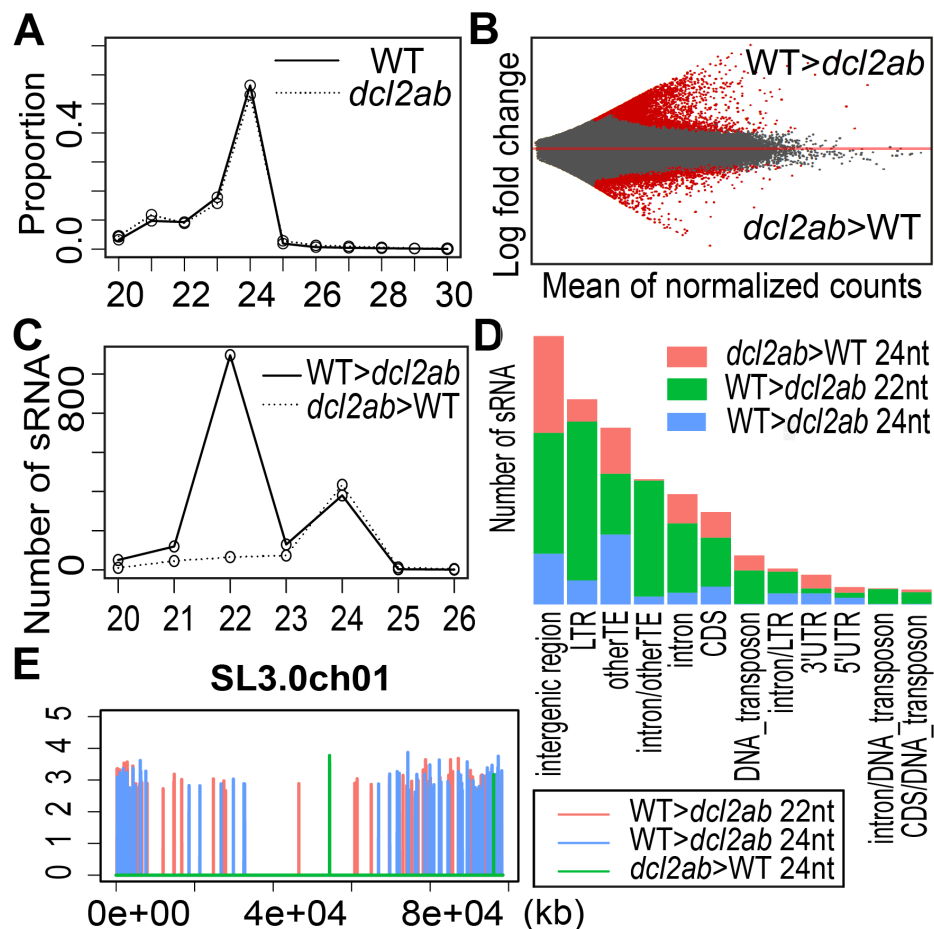 A
Proportion
0.4
0.0
WT
dcl2ab
20 22 24 26 28 30
B
Log fold change
WT>dcl2ab
dcl2ab>WT
Mean of normalized counts
C
Number of sRNA
800
0
WT>dcl2ab
dcl2ab>WT
20 21 22 23 24 25 26
D
Number of sRNA
dcl2ab>WT 24nt
WT>dcl2ab 22nt
WT>dcl2ab 24nt
intergenic region
LTR
otherTE
intron/otherTE
intron
CDS
DNA_transposon
intron/LTR
3'UTR
5'UTR
intron/DNA_transposon
CDS/DNA_transposon
E
SL3.0ch01
5
4
3
2
1
0
0e+00 4e+04 8e+04 (kb)
WT>dcl2ab 22nt
WT>dcl2ab 24nt
dcl2ab>WT 24nt